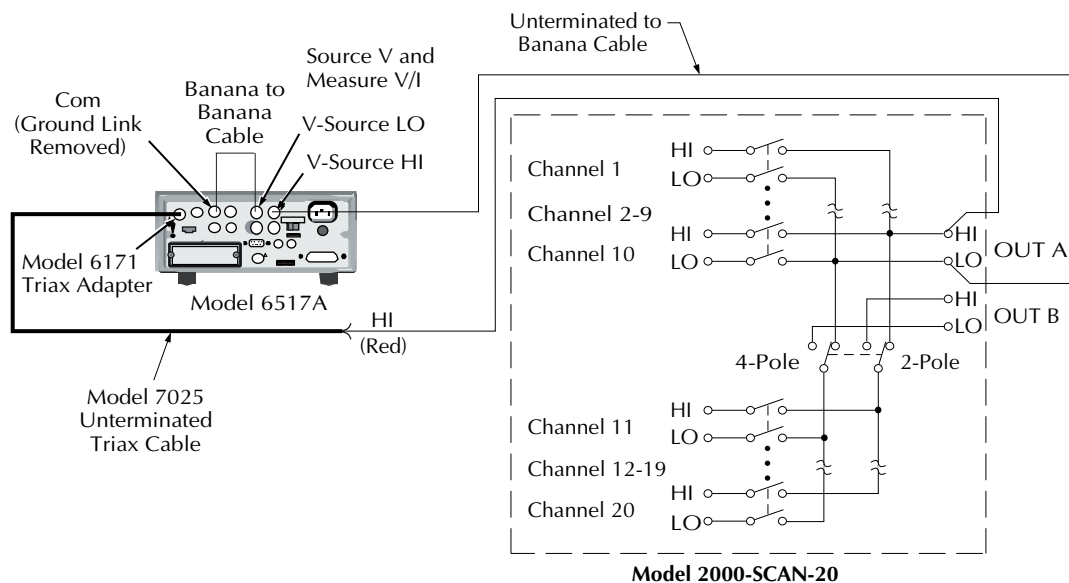 Unterminated to
Banana Cable
Source V and
Measure V/I
Banana to
Banana
Cable
Com
(Ground Link
Removed)
V-Source LO
V-Source HI
Model 6171
Triax Adapter
Model 6517A
HI
(Red)
Model 7025
Unterminated
Triax Cable
Channel 1
HI
LO
Channel 2-9
Channel 10
HI
LO
HI
LO
OUT A
HI
LO
OUT B
4-Pole
2-Pole
Channel 11
HI
LO
Channel 12-19
Channel 20
HI
LO
Model 2000-SCAN-20